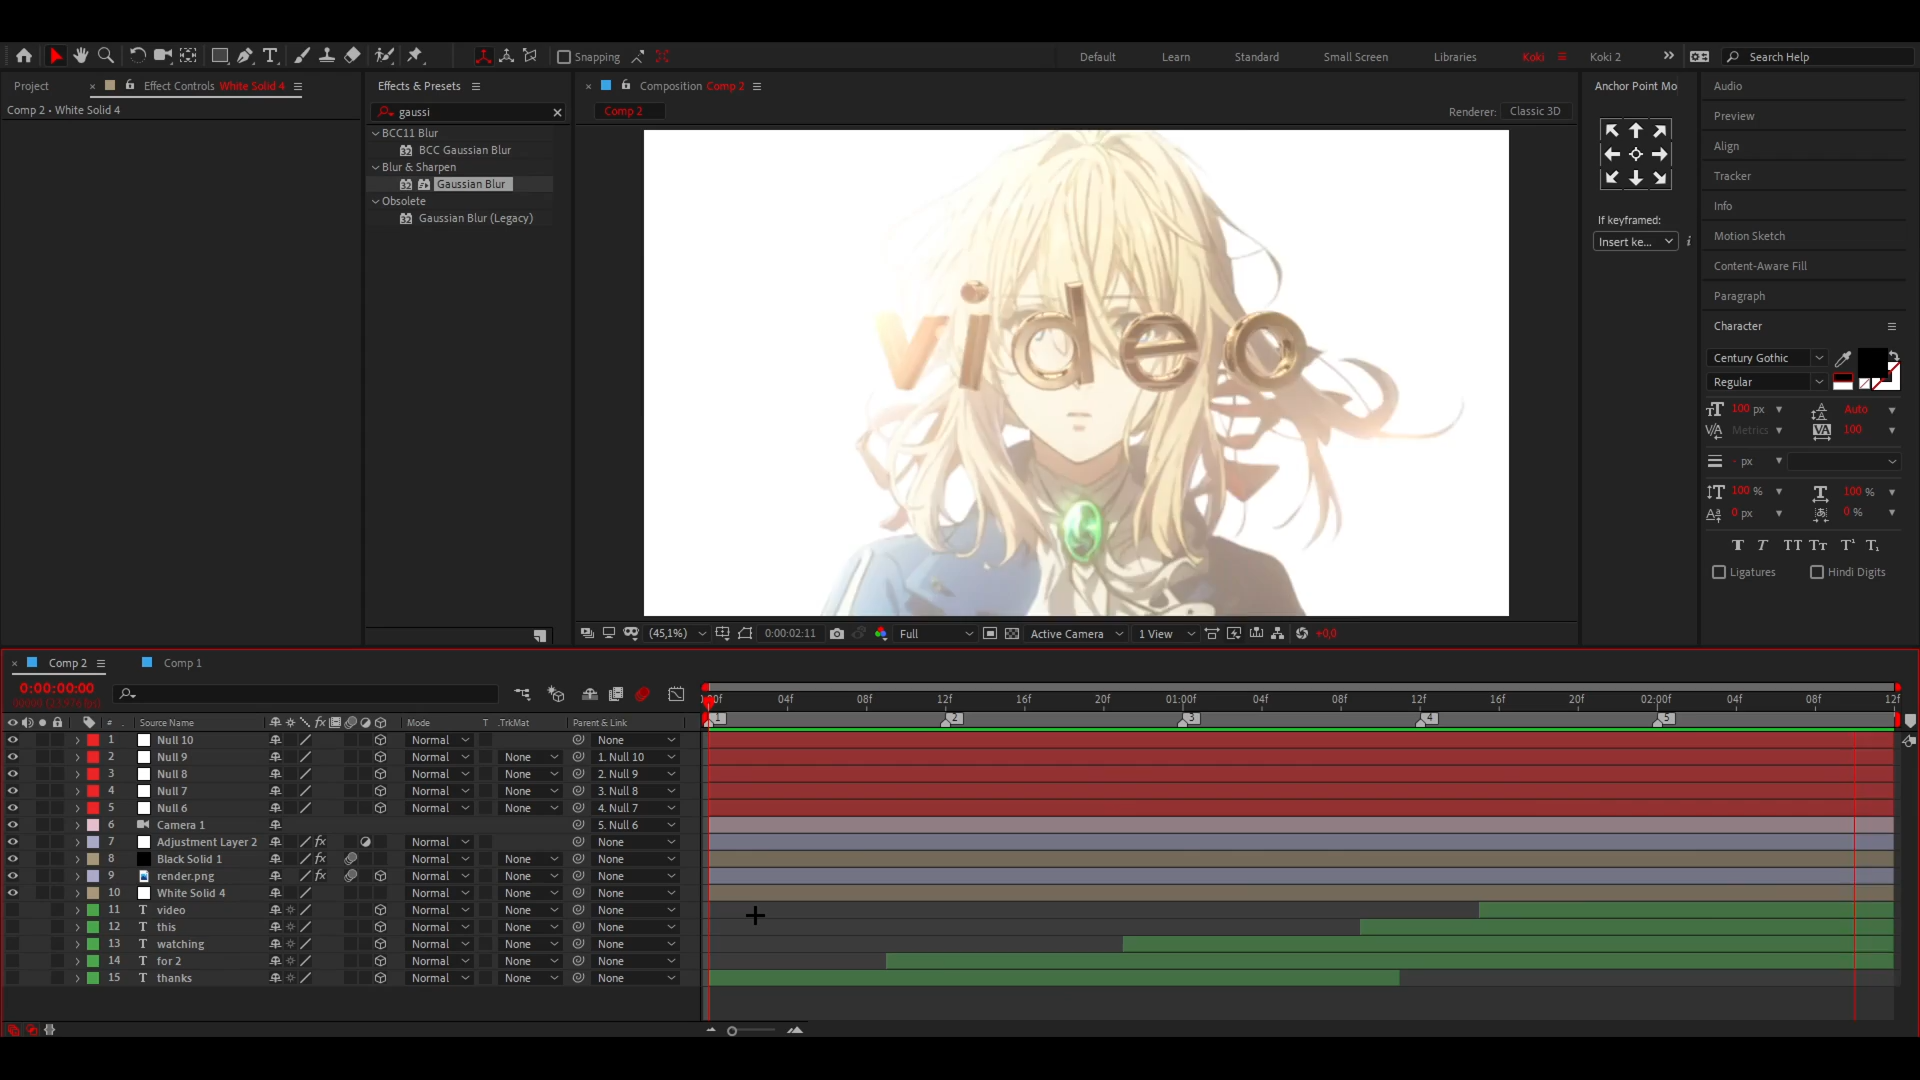 Snapping
Default
Learn
Standard
Small Screen
Libraries
Koki
Koki 2
Search Help
Project
Effect Controls White Solid 4
Comp 2 • White Solid 4
Effects & Presets
gaussi
BCC11 Blur
BCC Gaussian Blur
Blur & Sharpen
Gaussian Blur
Obsolete
Gaussian Blur (Legacy)
Composition Comp 2
Comp 2
Renderer: Classic 3D
video
(45,1%)
0:00:02:11
Full
Active Camera
1 View
+0,0
Anchor Point Mo
If keyframed:
Insert ke...
Audio
Preview
Align
Tracker
Info
Motion Sketch
Content-Aware Fill
Paragraph
Character
Century Gothic
Regular
100 px
Auto
Metrics
100
- px
100 %
100 %
0 px
0 %
Ligatures
Hindi Digits
Comp 2
Comp 1
0:00:00:00
04f 08f 12f 16f 20f 01:00f 04f 08f 12f 16f 20f 02:00f 04f 08f 12f
1 2 3 4 5
# Source Name Mode T .TrkMat Parent & Link
1 Null 10 Normal None
2 Null 9 Normal None 1. Null 10
3 Null 8 Normal None 2. Null 9
4 Null 7 Normal None 3. Null 8
5 Null 6 Normal None 4. Null 7
6 Camera 1 5. Null 6
7 Adjustment Layer 2 Normal None
8 Black Solid 1 Normal None None
9 render.png Normal None None
10 White Solid 4 Normal None None
11 T video Normal None None
12 T this Normal None None
13 T watching Normal None None
14 T for 2 Normal None None
15 T thanks Normal None None